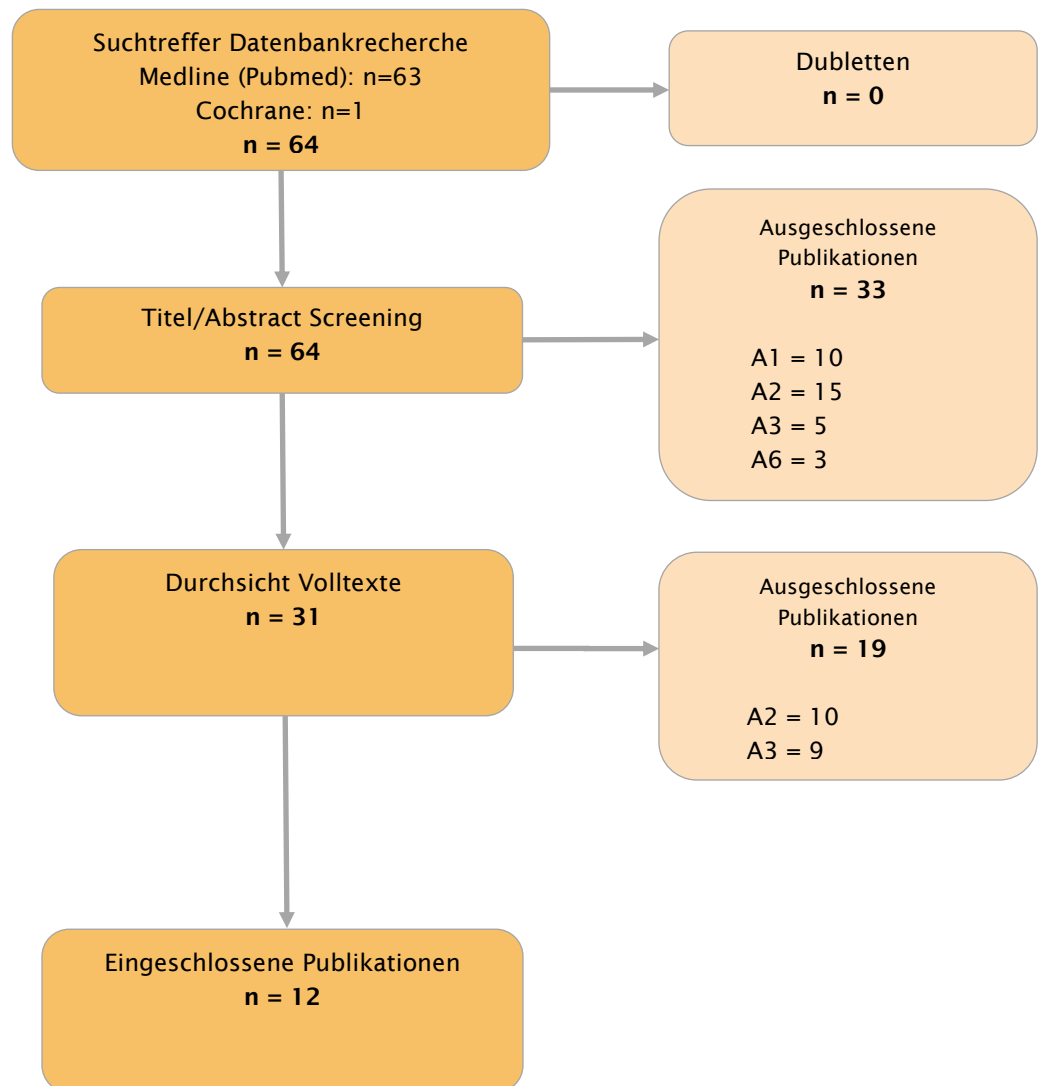 Suchtreffer Datenbankrecherche
Medline (Pubmed): n=63
Cochrane: n=1
n = 64
Dubletten
n = 0
Titel/Abstract Screening
n = 64
Ausgeschlossene
Publikationen
n = 33
A1 = 10
A2 = 15
A3 = 5
A6 = 3
Durchsicht Volltexte
n = 31
Ausgeschlossene
Publikationen
n = 19
A2 = 10
A3 = 9
Eingeschlossene Publikationen
n = 12